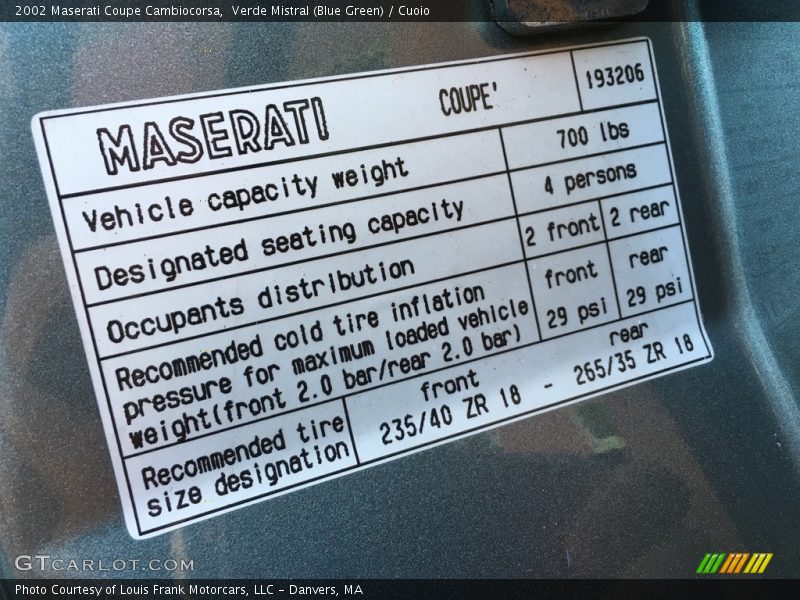 2002 Maserati Coupe Cambiocorsa,  Verde Mistral (Blue Green) / Cuoio
MASERATI COUPE' 193206
Vehicle capacity weight 700 lbs
Designated seating capacity 4 persons
Occupants distribution 2 front 2 rear
Recommended cold tire inflation
pressure for maximum loaded vehicle
weight(front 2.0 bar/rear 2.0 bar)
front rear
29 psi 29 psi
Recommended tire
size designation
front rear
235/40 ZR 18 - 265/35 ZR 18
GTCARLOT.COM
Photo Courtesy of Louis Frank Motorcars, LLC – Danvers, MA